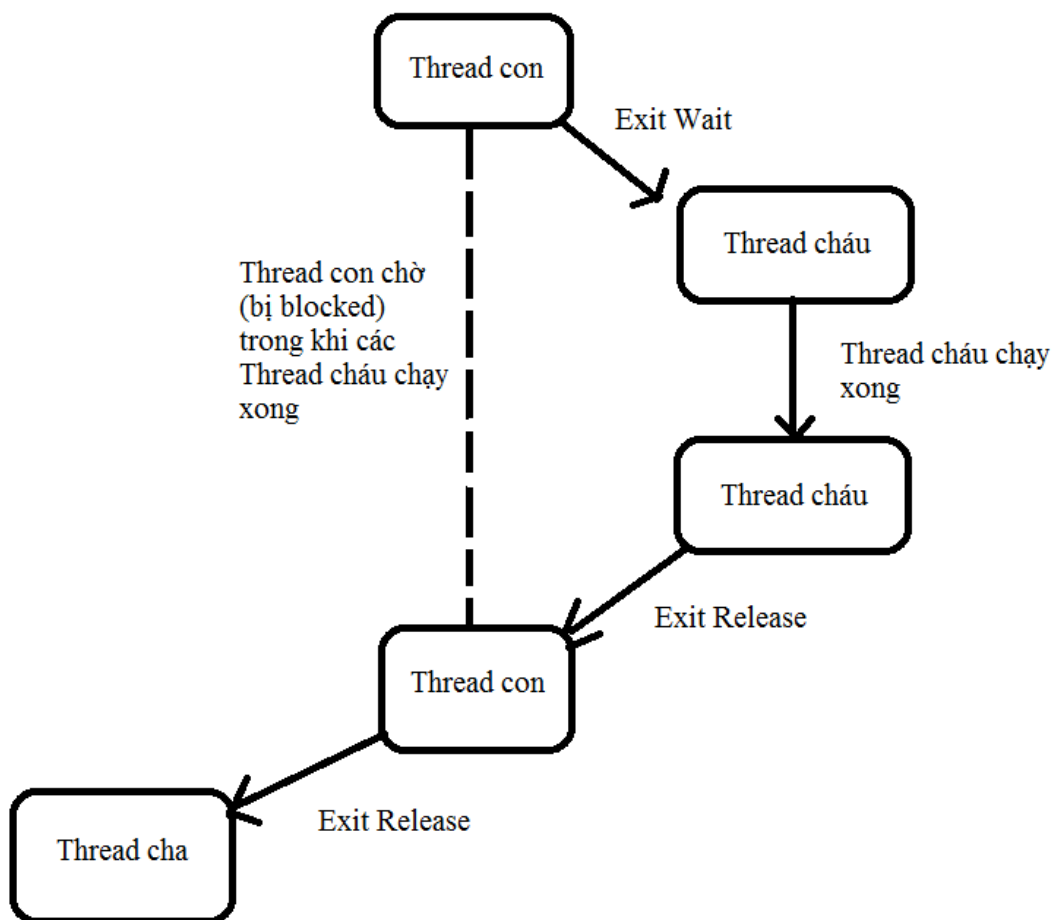 Thread con
Exit Wait
Thread cháu
Thread con chờ
(bị blocked)
trong khi các
Thread cháu chạy
xong
Thread cháu chạy
xong
Thread cháu
Exit Release
Thread con
Exit Release
Thread cha